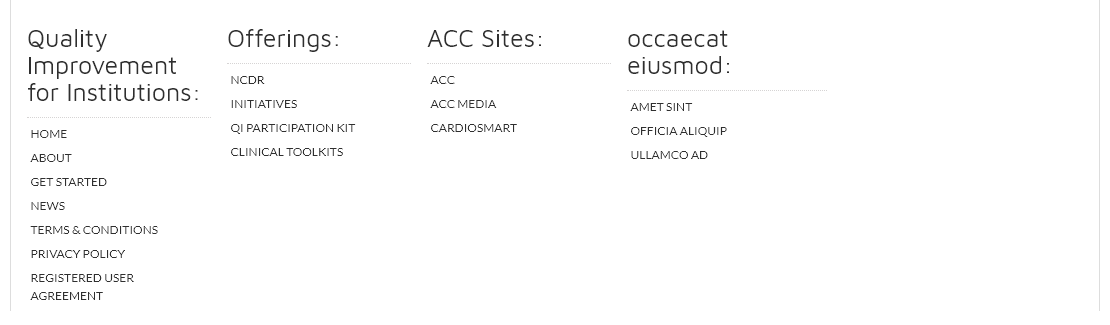 Quality
Improvement
for Institutions:
HOME
ABOUT
GET STARTED
NEWS
TERMS & CONDITIONS
PRIVACY POLICY
REGISTERED USER
AGREEMENT
Offerings:
NCDR
INITIATIVES
QI PARTICIPATION KIT
CLINICAL TOOLKITS
ACC Sites:
ACC
ACC MEDIA
CARDIOSMART
occaecat
eiusmod:
AMET SINT
OFFICIA ALIQUIP
ULLAMCO AD